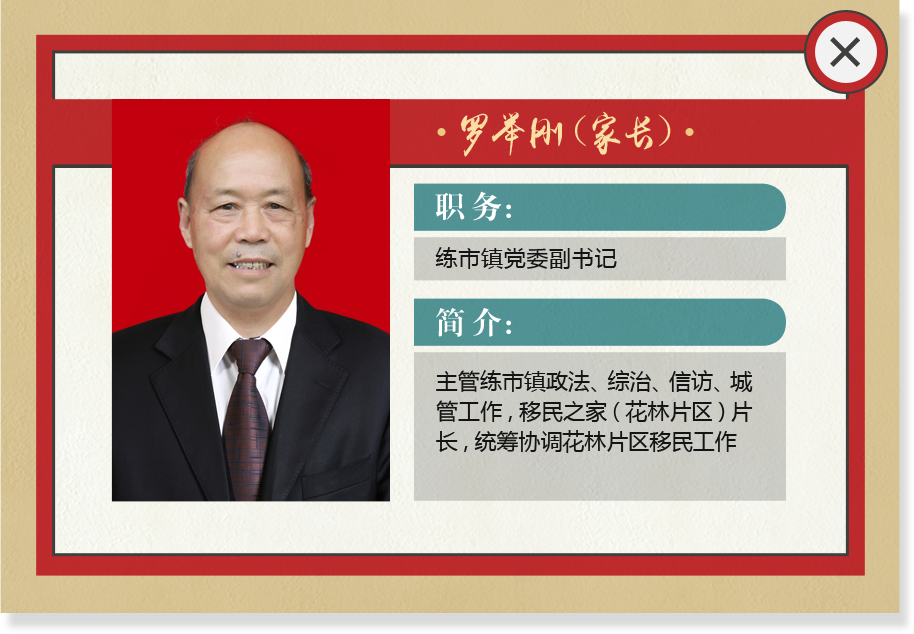 ·罗举刚(家长)·
职务:
练市镇党委副书记
简介:
主管练市镇政法、综治、信访、城
管工作,移民之家(花林片区)片
长,统筹协调花林片区移民工作